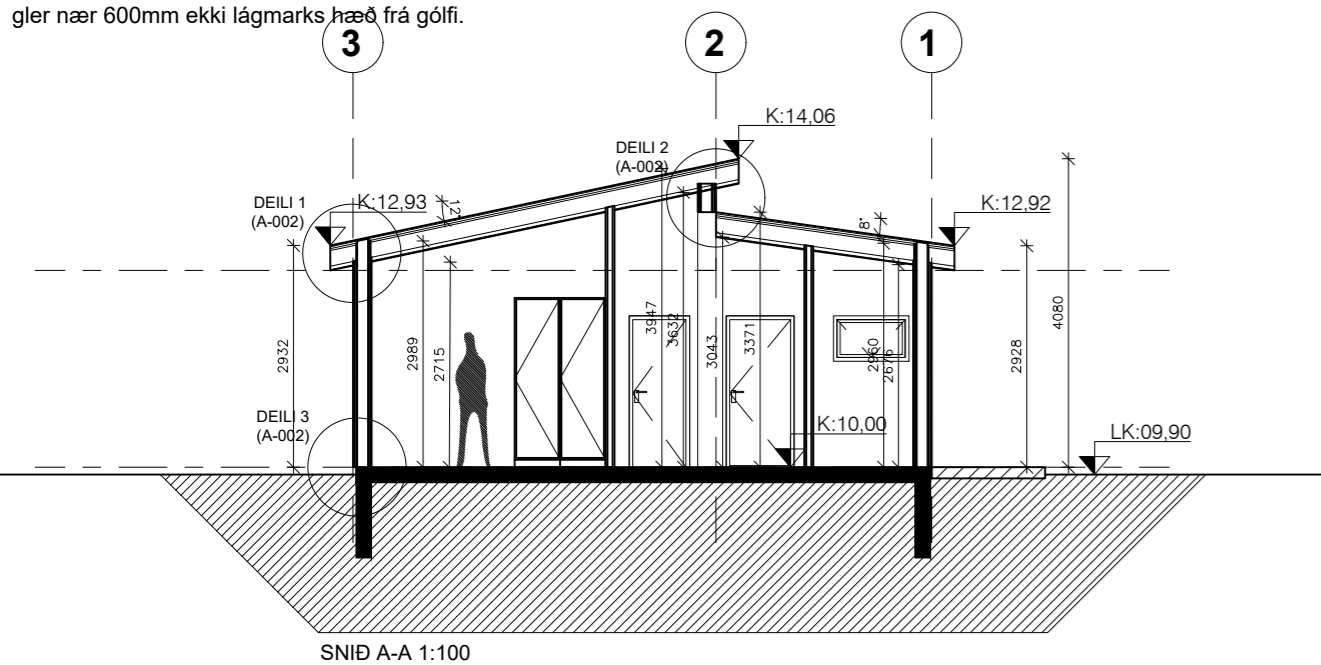 gler nær 600mm ekki lágmarks hæð frá gólfi.
3
2
1
K:14,06
DEILI 2
(A-002)
DEILI 1
(A-002)
K:12,93
12°
8°
K:12,92
2932
2989
2715
3947
3632
3043
3371
2960
2676
2928
4080
DEILI 3
(A-002)
K:10,00
LK:09,90
SNIÐ A-A 1:100